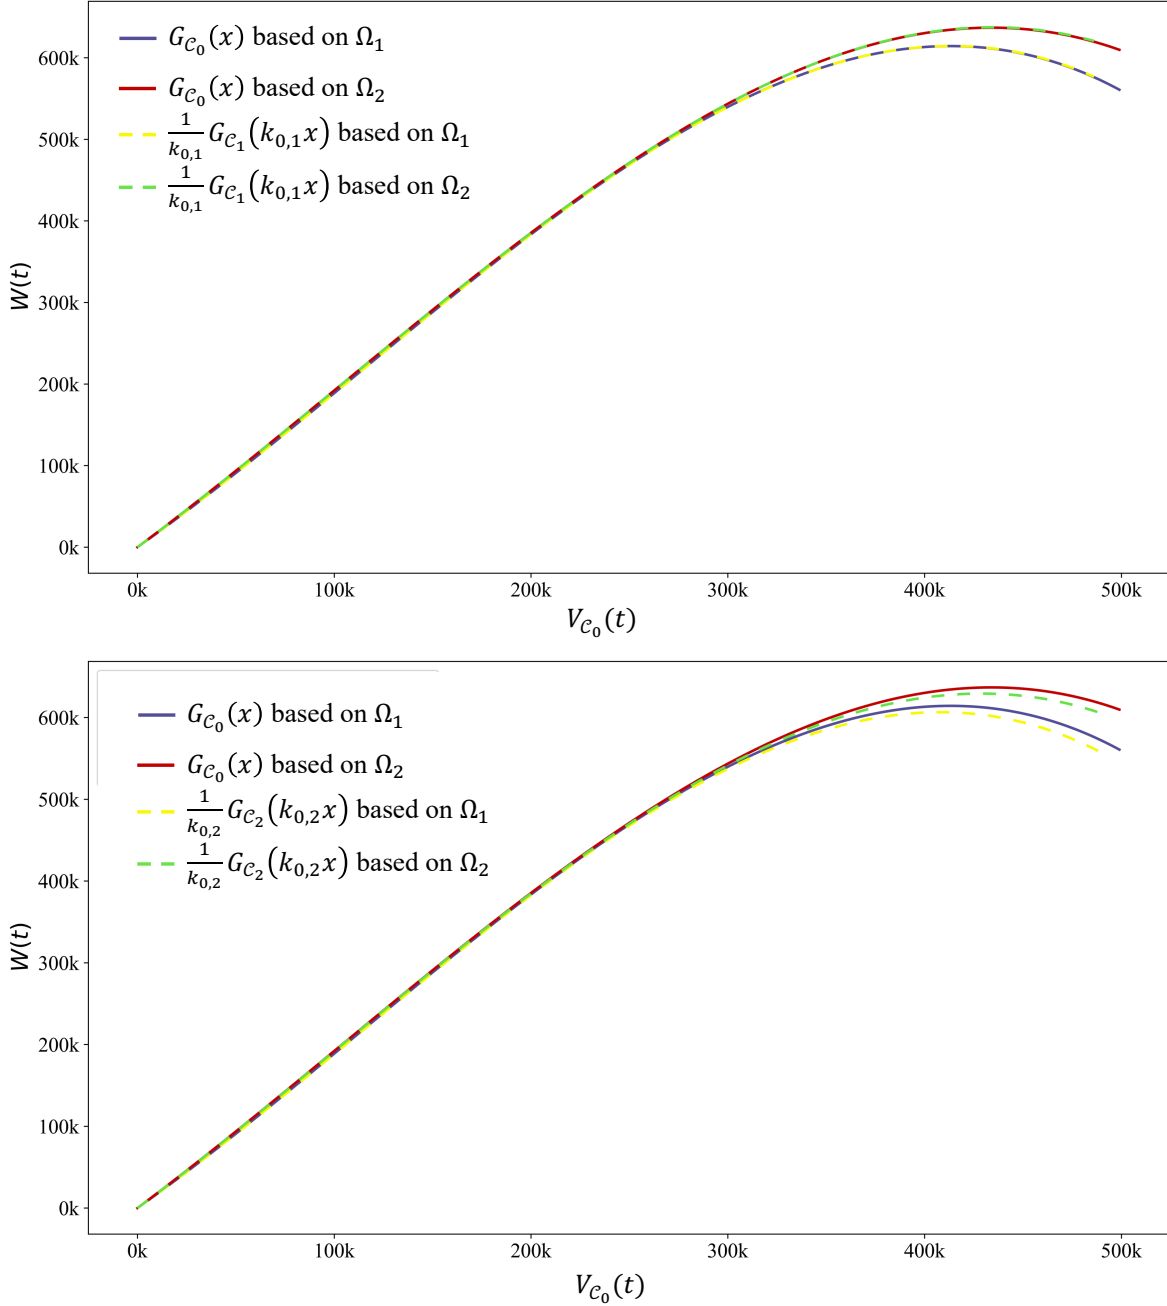 G_{C_0}(x) based on Ω_1
G_{C_0}(x) based on Ω_2
\frac{1}{k_{0,1}} G_{C_1}(k_{0,1}x) based on Ω_1
\frac{1}{k_{0,1}} G_{C_1}(k_{0,1}x) based on Ω_2
600k
500k
400k
300k
200k
100k
0k
W(t)
0k 100k 200k 300k 400k 500k
V_{C_0}(t)
G_{C_0}(x) based on Ω_1
G_{C_0}(x) based on Ω_2
\frac{1}{k_{0,2}} G_{C_2}(k_{0,2}x) based on Ω_1
\frac{1}{k_{0,2}} G_{C_2}(k_{0,2}x) based on Ω_2
600k
500k
400k
300k
200k
100k
0k
W(t)
0k 100k 200k 300k 400k 500k
V_{C_0}(t)